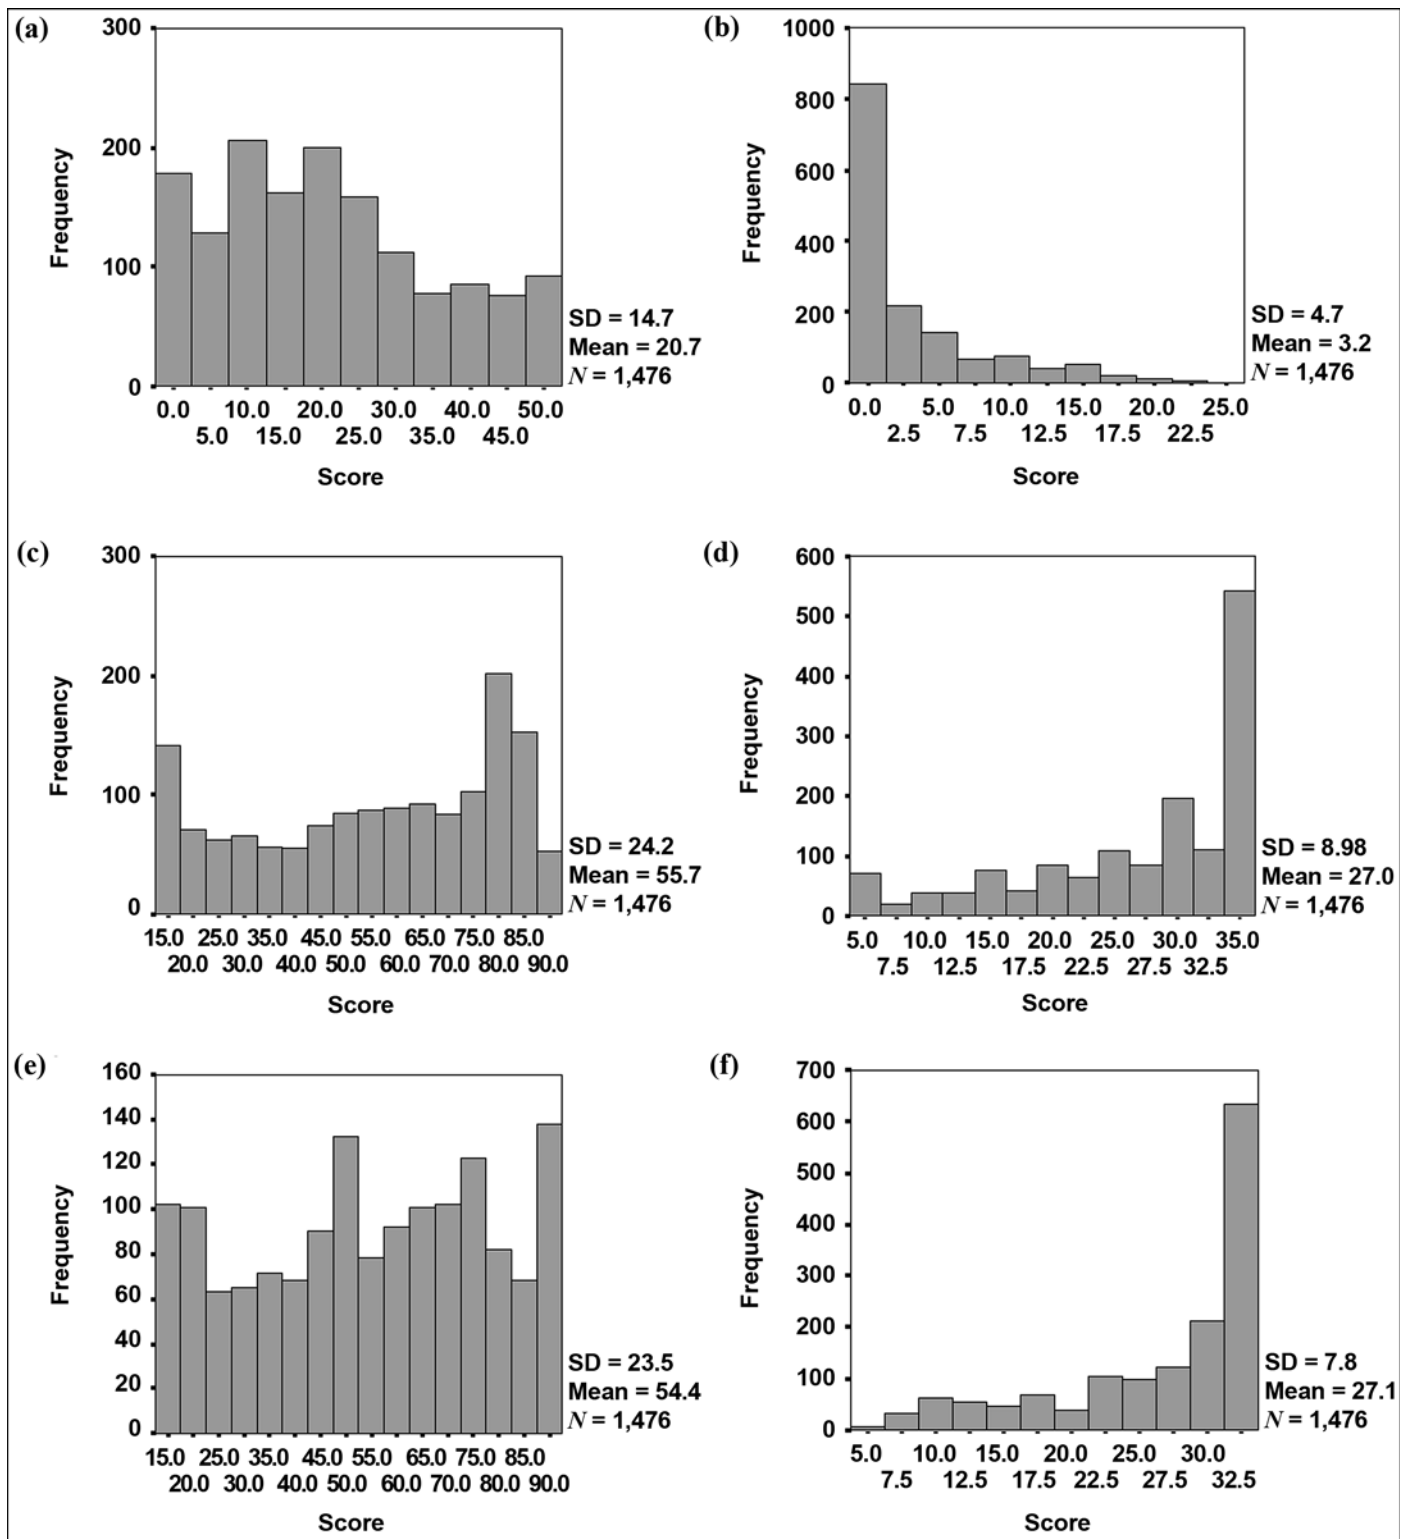 (a)
300
200
100
0
Frequency
0.0 10.0 20.0 30.0 40.0 50.0
5.0 15.0 25.0 35.0 45.0
Score
SD = 14.7
Mean = 20.7
N = 1,476
(b)
1000
800
600
400
200
0
Frequency
0.0 5.0 10.0 15.0 20.0 25.0
2.5 7.5 12.5 17.5 22.5
Score
SD = 4.7
Mean = 3.2
N = 1,476
(c)
300
200
100
0
Frequency
15.0 25.0 35.0 45.0 55.0 65.0 75.0 85.0
20.0 30.0 40.0 50.0 60.0 70.0 80.0 90.0
Score
SD = 24.2
Mean = 55.7
N = 1,476
(d)
600
500
400
300
200
100
0
Frequency
5.0 10.0 15.0 20.0 25.0 30.0 35.0
7.5 12.5 17.5 22.5 27.5 32.5
Score
SD = 8.98
Mean = 27.0
N = 1,476
(e)
160
140
120
100
80
60
40
20
0
Frequency
15.0 25.0 35.0 45.0 55.0 65.0 75.0 85.0
20.0 30.0 40.0 50.0 60.0 70.0 80.0 90.0
Score
SD = 23.5
Mean = 54.4
N = 1,476
(f)
700
600
500
400
300
200
100
0
Frequency
5.0 10.0 15.0 20.0 25.0 30.0
7.5 12.5 17.5 22.5 27.5 32.5
Score
SD = 7.8
Mean = 27.1
N = 1,476